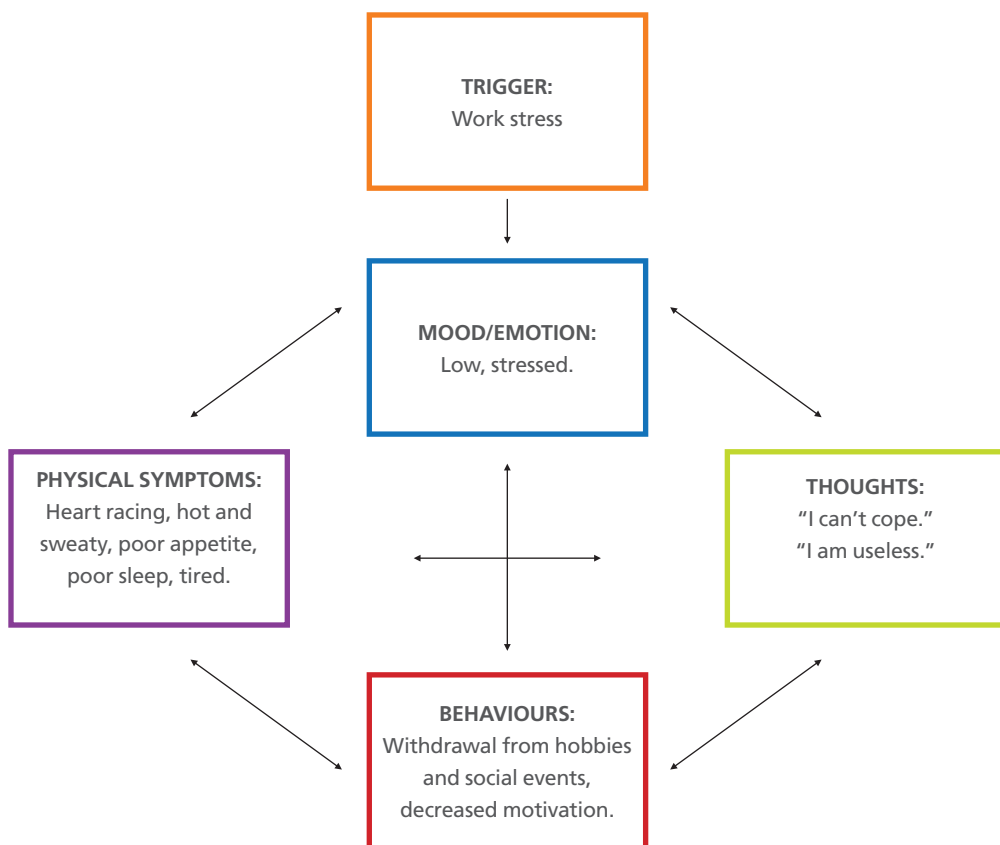 TRIGGER:
Work stress
MOOD/EMOTION:
Low, stressed.
PHYSICAL SYMPTOMS:
Heart racing, hot and
sweaty, poor appetite,
poor sleep, tired.
THOUGHTS:
“I can’t cope.”
“I am useless.”
BEHAVIOURS:
Withdrawal from hobbies
and social events,
decreased motivation.